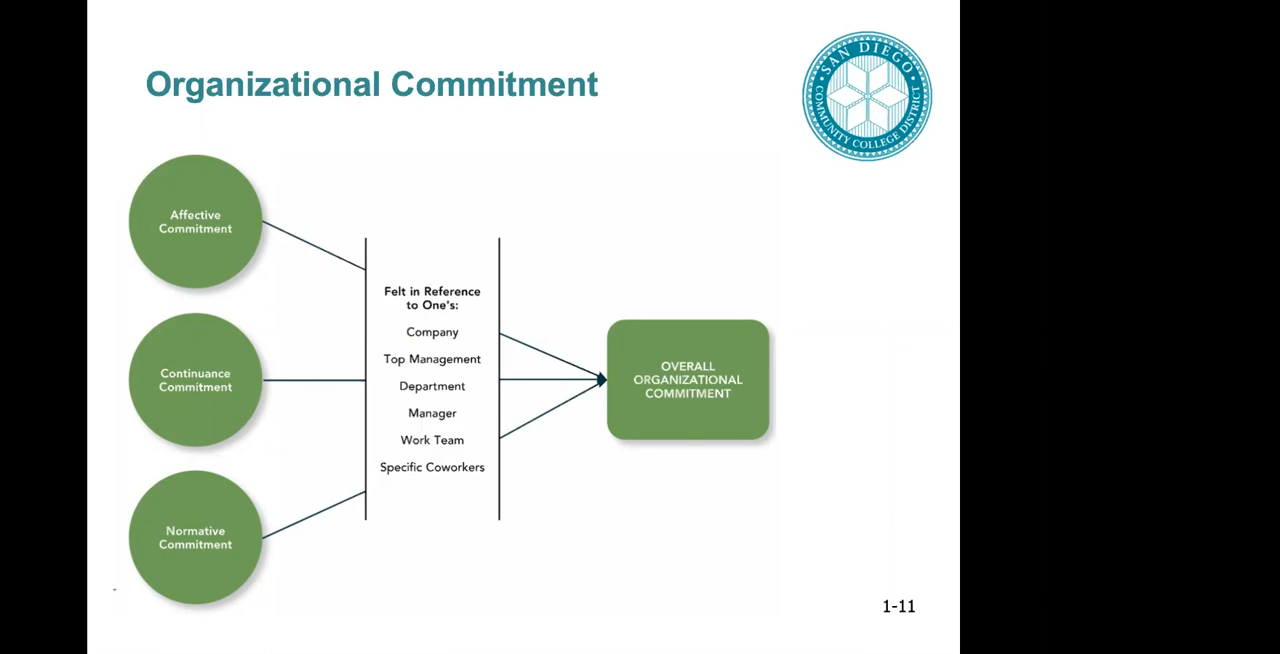 Organizational Commitment
SAN DIEGO
COMMUNITY COLLEGE DISTRICT
Affective
Commitment
Continuance
Commitment
Normative
Commitment
Felt in Reference
to One's:
Company
Top Management
Department
Manager
Work Team
Specific Coworkers
OVERALL
ORGANIZATIONAL
COMMITMENT
1-11